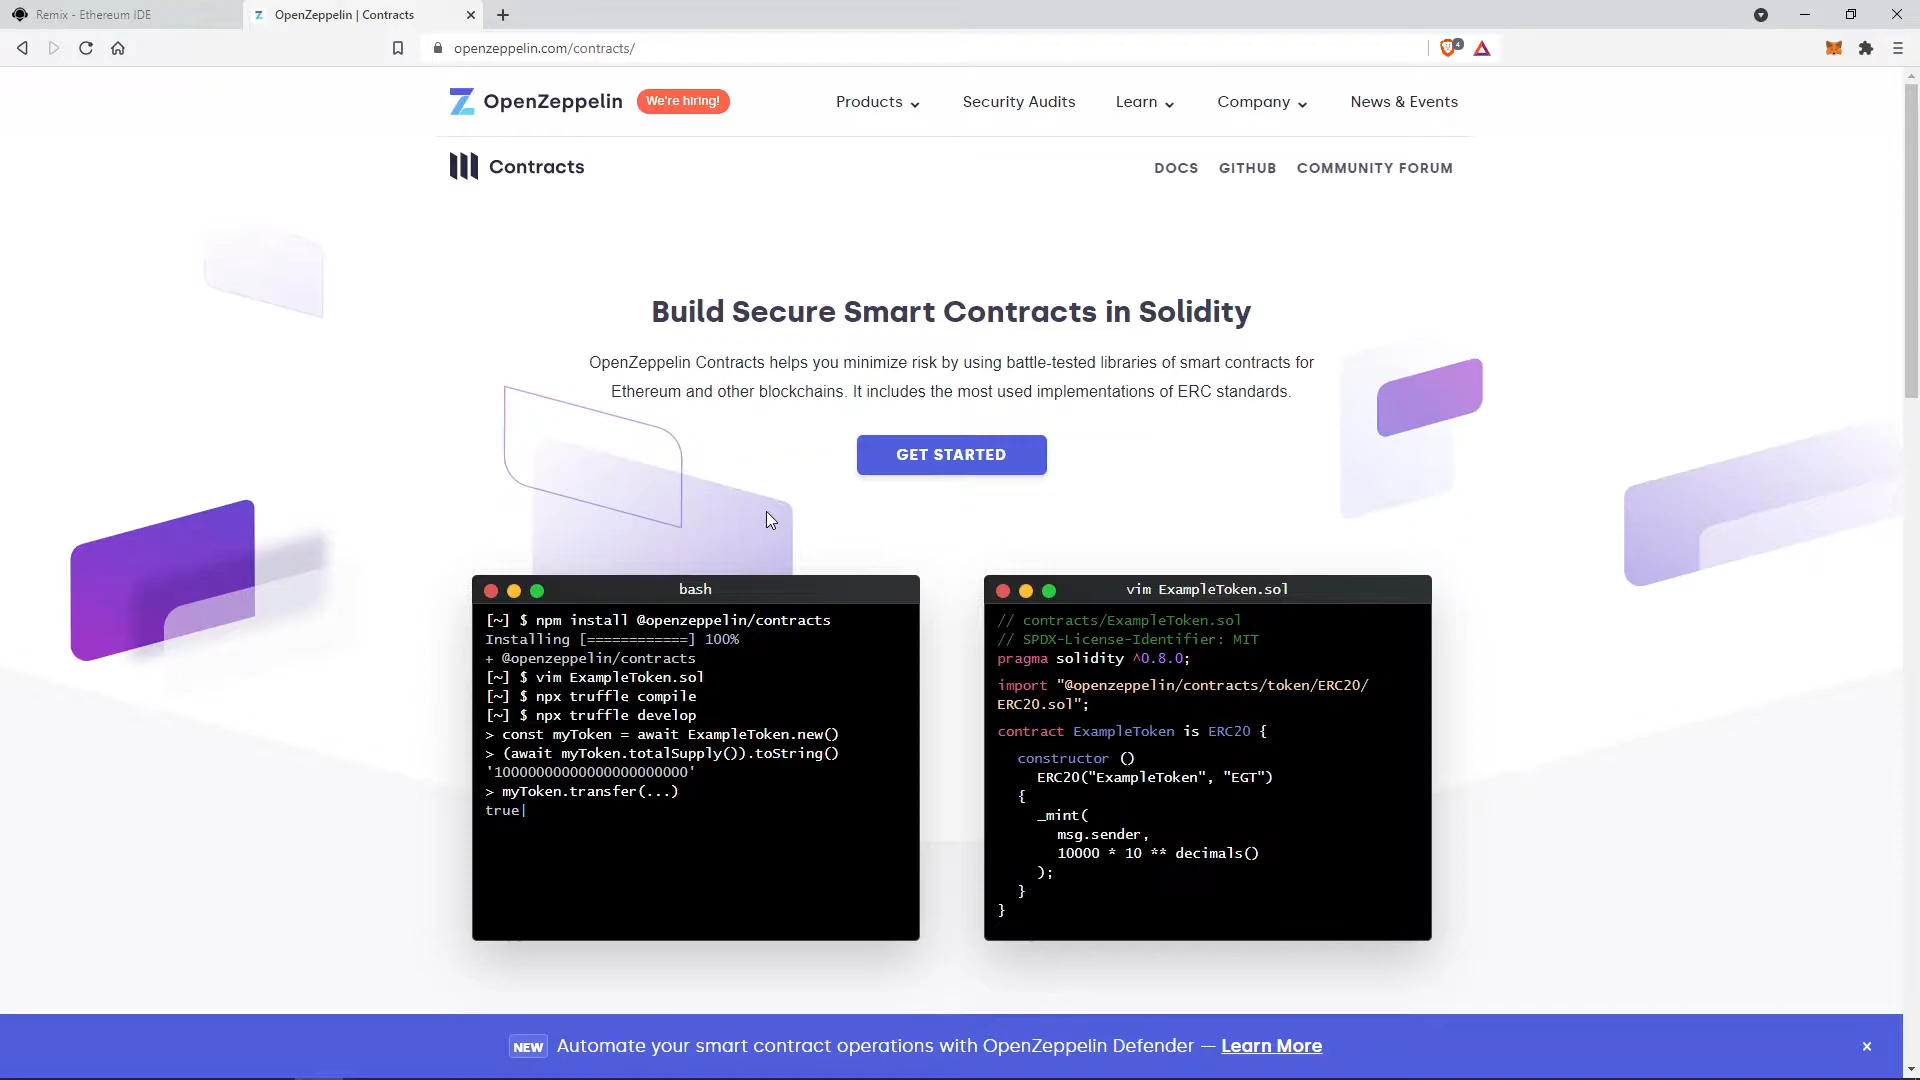 Remix - Ethereum IDE
OpenZeppelin | Contracts
openzeppelin.com/contracts/
4
OpenZeppelin
We're hiring!
Products
Security Audits
Learn
Company
News & Events
Contracts
DOCS
GITHUB
COMMUNITY FORUM
Build Secure Smart Contracts in Solidity
OpenZeppelin Contracts helps you minimize risk by using battle-tested libraries of smart contracts for
Ethereum and other blockchains. It includes the most used implementations of ERC standards.
GET STARTED
bash
[~] $ npm install @openzeppelin/contracts
Installing [============] 100%
+ @openzeppelin/contracts
[~] $ vim ExampleToken.sol
[~] $ npx truffle compile
[~] $ npx truffle develop
> const myToken = await ExampleToken.new()
> (await myToken.totalSupply()).toString()
'10000000000000000000000'
> myToken.transfer(...)
true|
vim ExampleToken.sol
// contracts/ExampleToken.sol
// SPDX-License-Identifier: MIT
pragma solidity ^0.8.0;
import "@openzeppelin/contracts/token/ERC20/
ERC20.sol";
contract ExampleToken is ERC20 {
constructor ()
ERC20("ExampleToken", "EGT")
{
_mint(
msg.sender,
10000 * 10 ** decimals()
);
}
}
NEW Automate your smart contract operations with OpenZeppelin Defender — Learn More